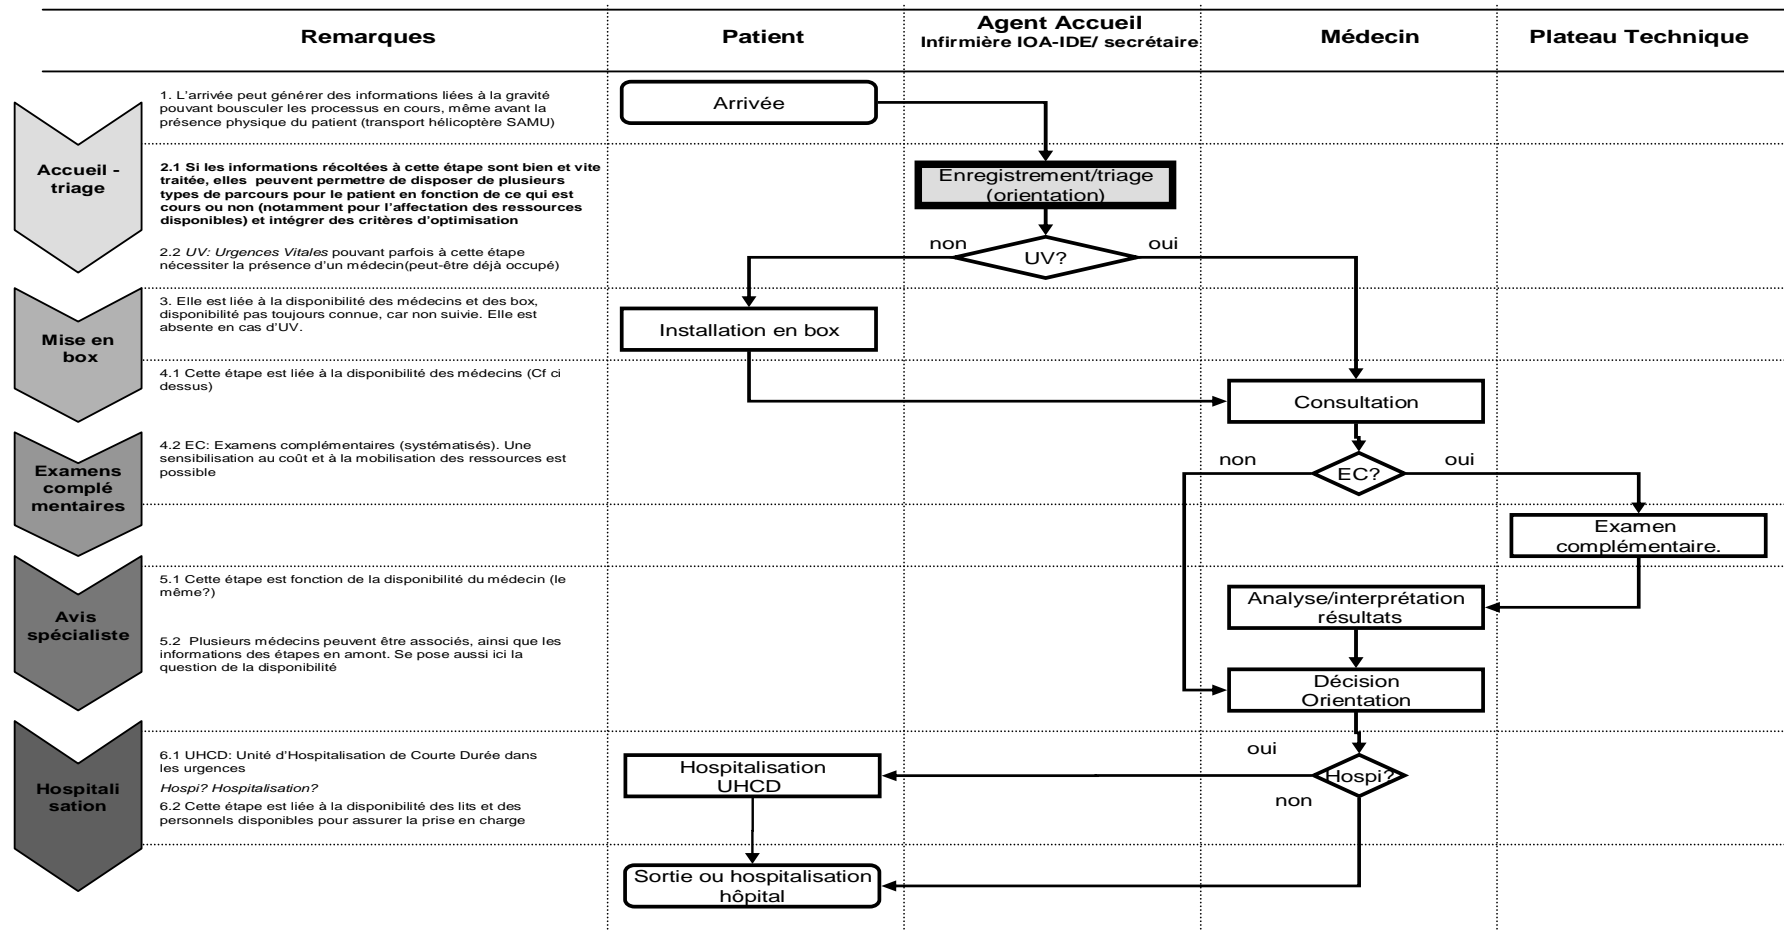 Remarques
Patient
Agent Accueil
Infirmière IOA-IDE/ secrétaire
Médecin
Plateau Technique
Accueil -
triage
1. L’arrivée peut générer des informations liées à la gravité
pouvant bousculer les processus en cours, même avant la
présence physique du patient (transport hélicoptère SAMU)
Arrivée
2.1 Si les informations récoltées à cette étape sont bien et vite
traitée, elles peuvent permettre de disposer de plusieurs
types de parcours pour le patient en fonction de ce qui est
cours ou non (notamment pour l’affectation des ressources
disponibles) et intégrer des critères d’optimisation
Enregistrement/triage
(orientation)
2.2 UV: Urgences Vitales pouvant parfois à cette étape
nécessiter la présence d’un médecin(peut-être déjà occupé)
non
UV?
oui
Mise en
box
3. Elle est liée à la disponibilité des médecins et des box,
disponibilité pas toujours connue, car non suivie. Elle est
absente en cas d’UV.
Installation en box
4.1 Cette étape est liée à la disponibilité des médecins (Cf ci
dessus)
Consultation
Examens
complé
mentaires
4.2 EC: Examens complémentaires (systématisés). Une
sensibilisation au coût et à la mobilisation des ressources est
possible
non
EC?
oui
Examen
complémentaire.
Avis
spécialiste
5.1 Cette étape est fonction de la disponibilité du médecin (le
même?)
Analyse/interprétation
résultats
5.2 Plusieurs médecins peuvent être associés, ainsi que les
informations des étapes en amont. Se pose aussi ici la
question de la disponibilité
Décision
Orientation
Hospitali
sation
6.1 UHCD: Unité d’Hospitalisation de Courte Durée dans
les urgences
Hospi? Hospitalisation?
6.2 Cette étape est liée à la disponibilité des lits et des
personnels disponibles pour assurer la prise en charge
Hospitalisation
UHCD
oui
Hospi?
non
Sortie ou hospitalisation
hôpital